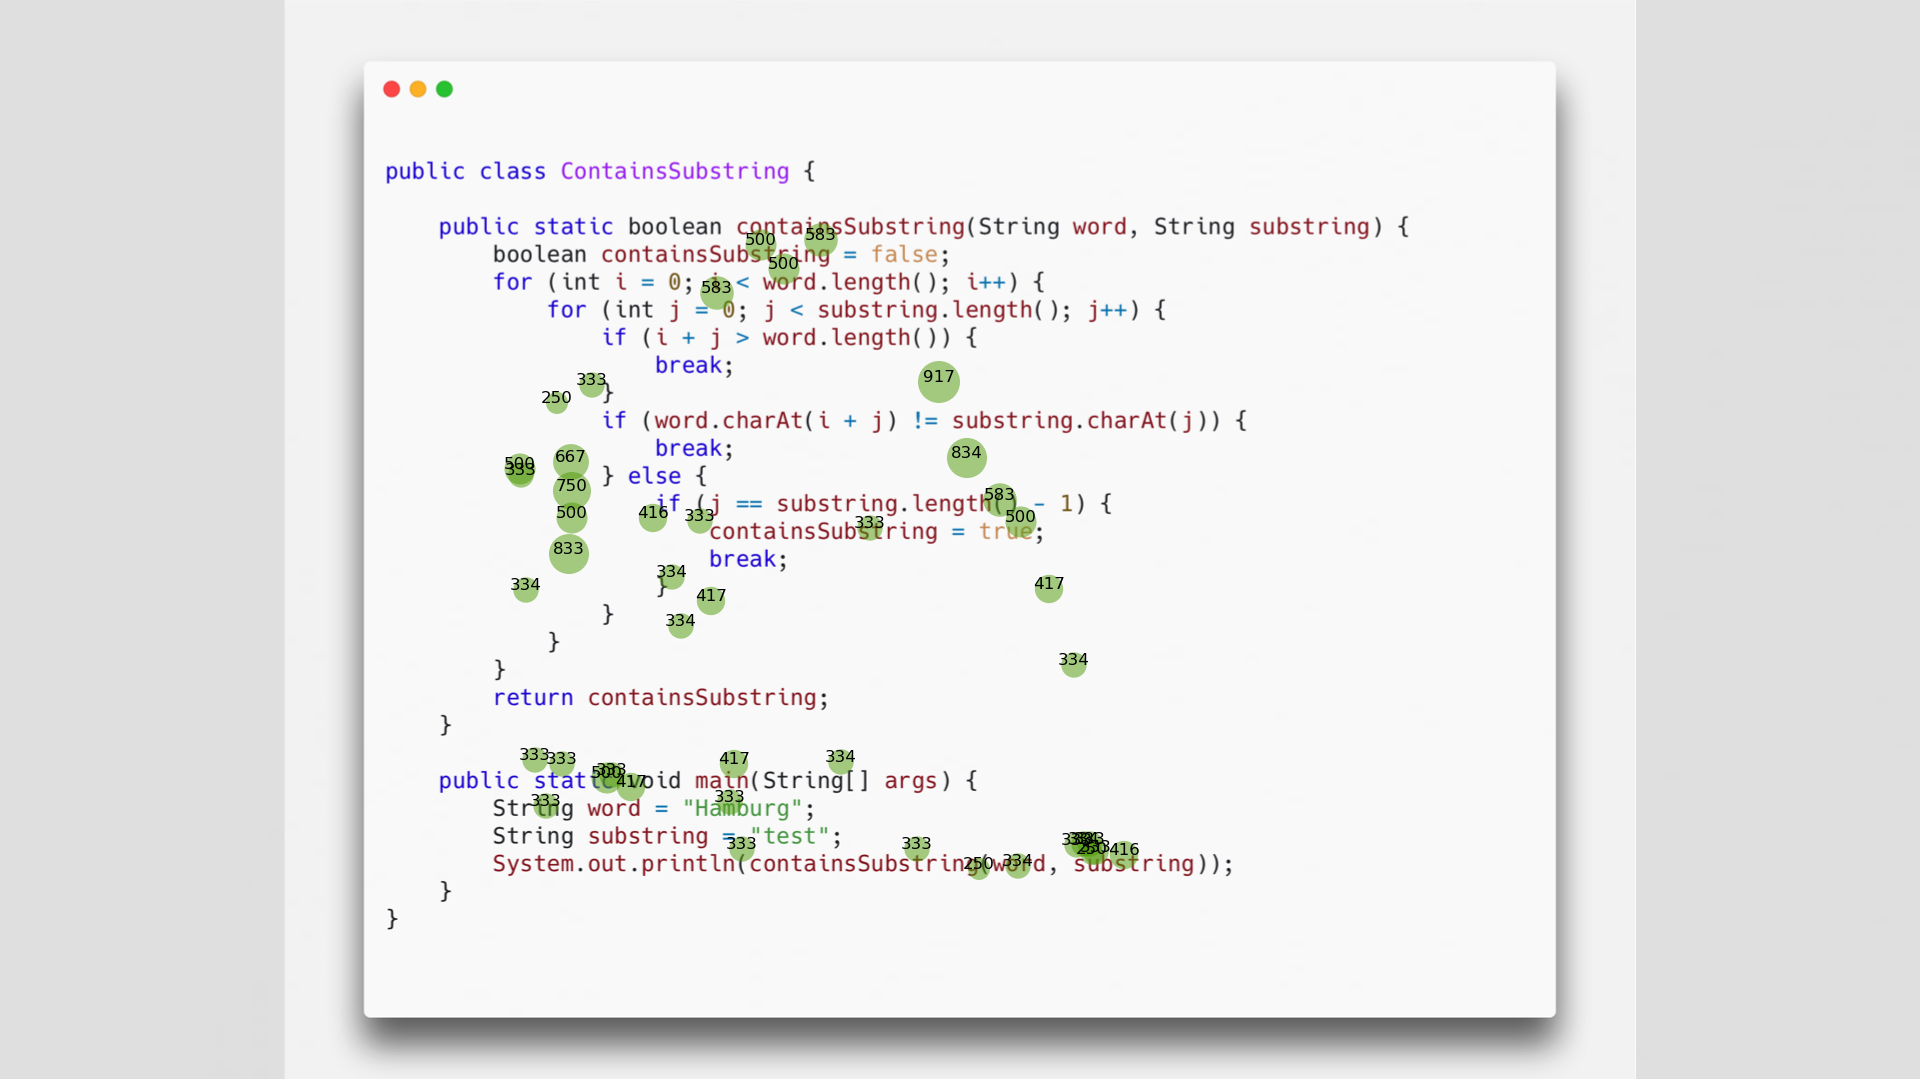 public class ContainsSubstring {
public static boolean containsSubstring(String word, String substring) {
500 583
boolean containsSubstring = false;
500
for (int i = 0; i < word.length(); i++) {
583
for (int j = 0; j < substring.length(); j++) {
if (i + j > word.length()) {
break;
333 917
}
250
if (word.charAt(i + j) != substring.charAt(j)) {
break;
667 834
500
333
} else {
750 583
if (j == substring.length() - 1) {
500 416 333 333 500
containsSubstring = true;
833
break;
334 334 417
}
417
}
334
}
334
}
return containsSubstring;
}
333 333 417 334
500 333 417
public static void main(String[] args) {
333 333
String word = "Hamburg";
String substring = "test";
333 333 333 250 416
250 334
System.out.println(containsSubstring(word, substring));
}
}